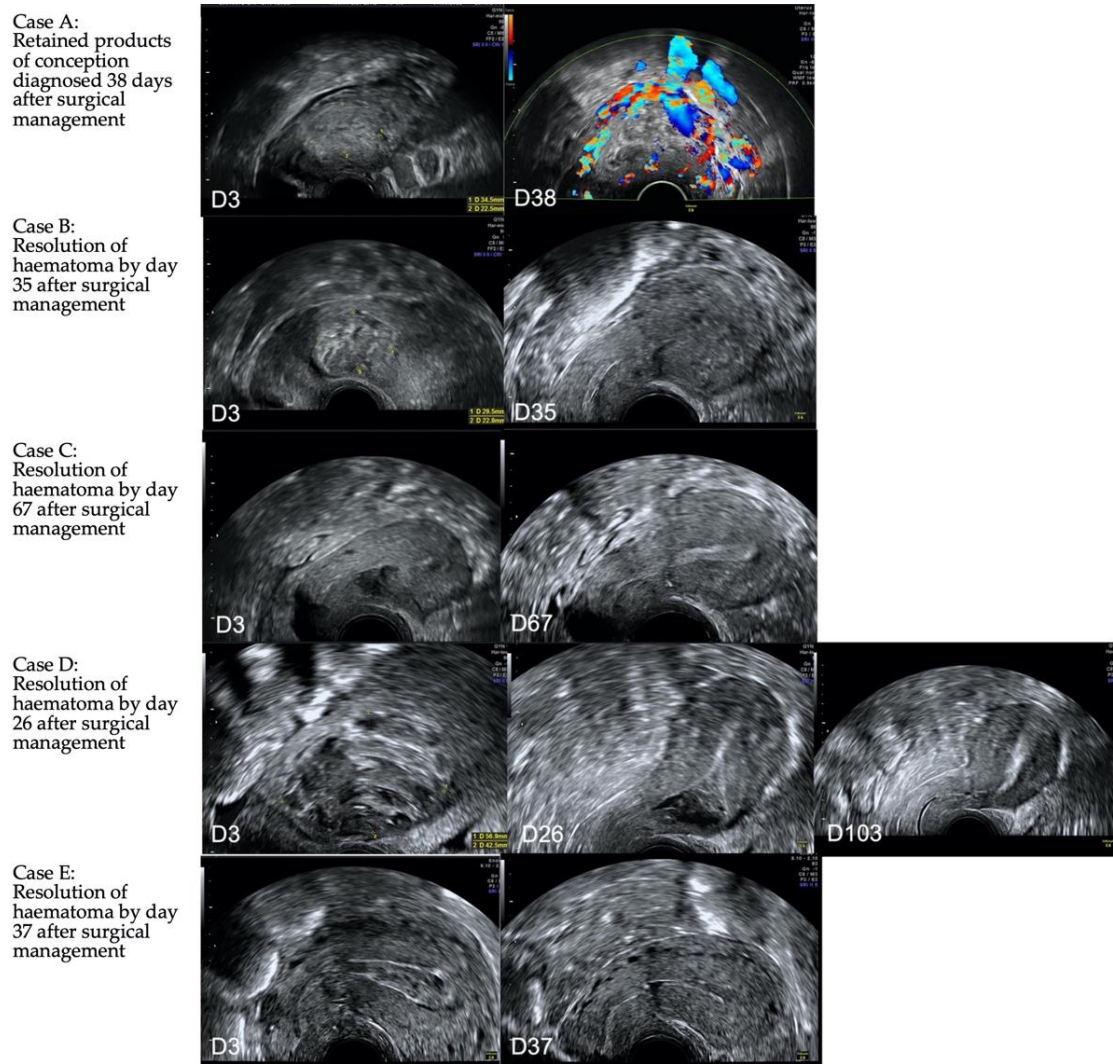 Case A:
Retained products
of conception
diagnosed 38 days
after surgical
management
D3
1 D 34.5mm
2 D 22.5mm
D38
Case B:
Resolution of
haematoma by day
35 after surgical
management
D3
1 D 29.5mm
2 D 22.8mm
D35
Case C:
Resolution of
haematoma by day
67 after surgical
management
D3
D67
Case D:
Resolution of
haematoma by day
26 after surgical
management
D3
1 D 56.9mm
2 D 42.5mm
D26
D103
Case E:
Resolution of
haematoma by day
37 after surgical
management
D3
D37